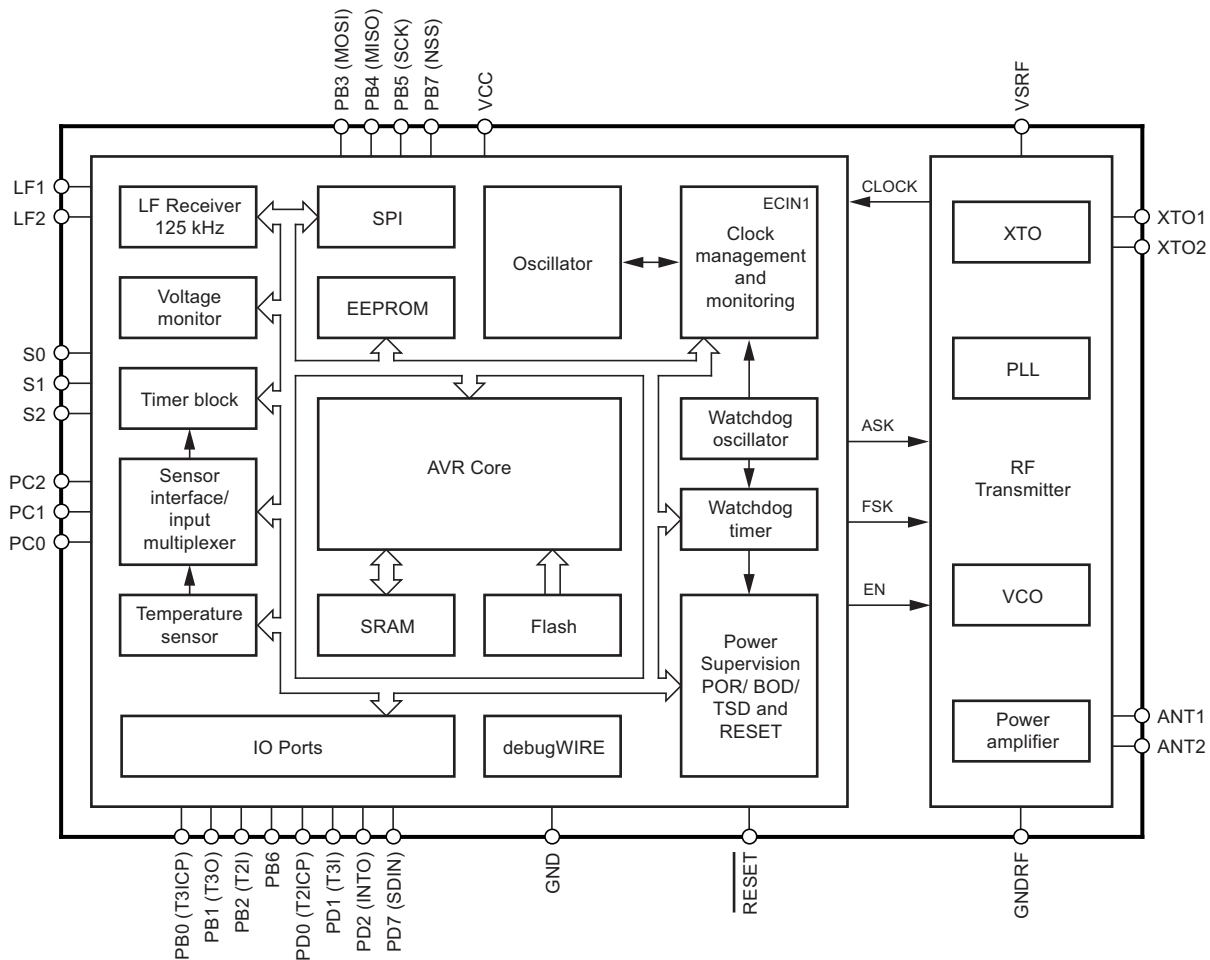 PB3 (MOSI)
PB4 (MISO)
PB5 (SCK)
PB7 (NSS)
VCC
VSRF
LF1
LF2
S0
S1
S2
PC2
PC1
PC0
LF Receiver
125 kHz
SPI
Oscillator
ECIN1
Clock
management
and
monitoring
Voltage
monitor
EEPROM
Timer block
AVR Core
Watchdog
oscillator
Sensor
interface/
input
multiplexer
Watchdog
timer
Temperature
sensor
SRAM
Flash
Power
Supervision
POR/ BOD/
TSD and
RESET
IO Ports
debugWIRE
CLOCK
ASK
FSK
EN
XTO
PLL
RF
Transmitter
VCO
Power
amplifier
XTO1
XTO2
ANT1
ANT2
PB0 (T3ICP)
PB1 (T3O)
PB2 (T2I)
PB6
PD0 (T2ICP)
PD1 (T3I)
PD2 (INTO)
PD7 (SDIN)
GND
RESET
GNDRF